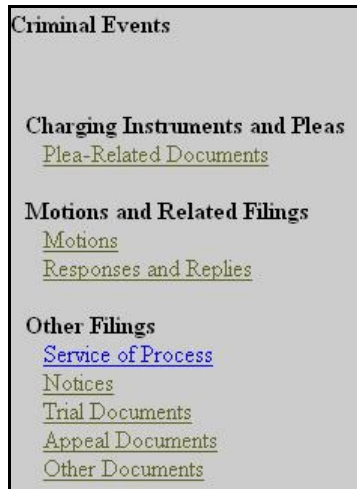 Criminal Events
Charging Instruments and Pleas
Plea-Related Documents
Motions and Related Filings
Motions
Responses and Replies
Other Filings
Service of Process
Notices
Trial Documents
Appeal Documents
Other Documents